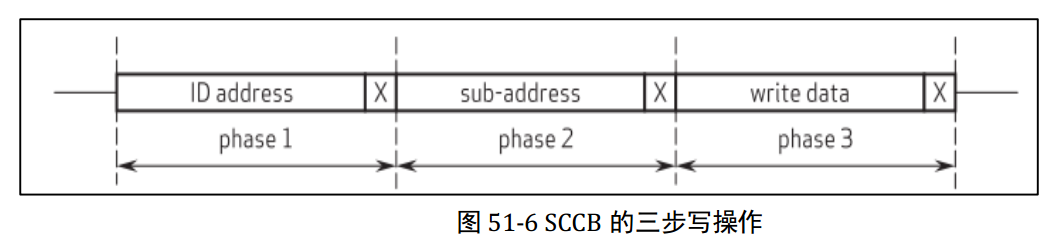 ID address X sub-address X write data X
phase 1 phase 2 phase 3
图 51-6 SCCB 的三步写操作